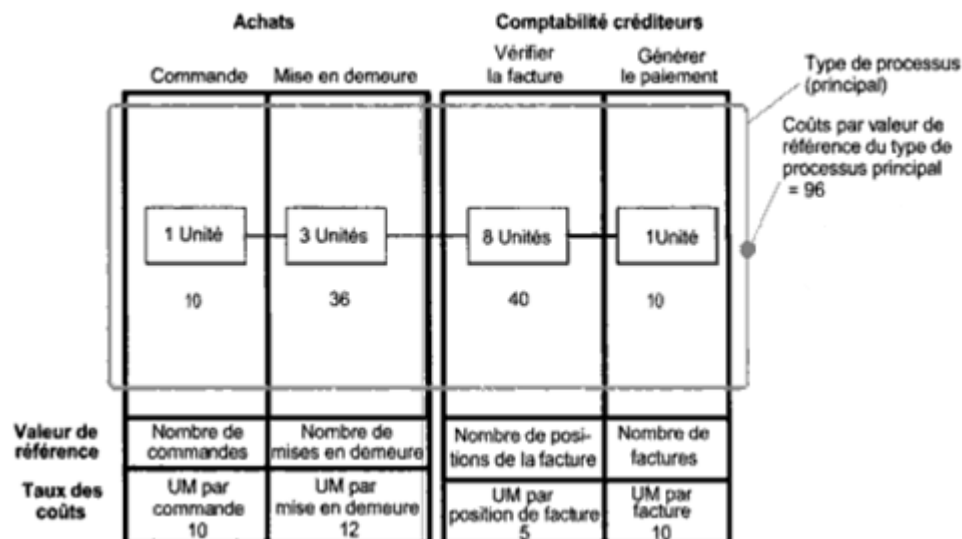 Achats
Comptabilité créditeurs
Commande
Mise en demeure
Vérifier
la facture
Générer
le paiement
Type de processus
(principal)
Coûts par valeur de
référence du type de
processus principal
= 96
1 Unité
3 Unités
8 Unités
1Unité
10
36
40
10
Valeur de
référence
Nombre de
commandes
Nombre de
mises en demeure
Nombre de posi-
tions de la facture
Nombre de
factures
Taux des
coûts
UM par
commande
10
UM par
mise en demeure
12
UM par
position de facture
5
UM par
facture
10